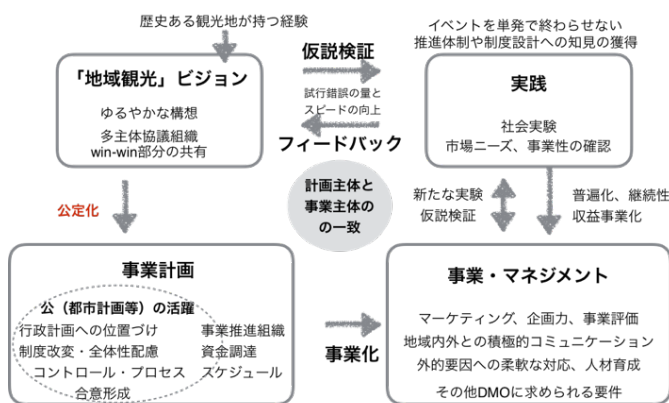 歴史ある観光地が持つ経験
イベントを単発で終わらせない
推進体制や制度設計への知見の獲得
仮説検証
「地域観光」ビジョン
ゆるやかな構想
多主体協議組織
win-win部分の共有
試行錯誤の量と
スピードの向上
フィードバック
実践
社会実験
市場ニーズ、事業性の確認
計画主体と
事業主体の
の一致
公定化
新たな実験
仮説検証
普遍化、継続性
収益事業化
事業計画
公（都市計画等）の活躍
行政計画への位置づけ
制度改変・全体性配慮
コントロール・プロセス
合意形成
事業推進組織
資金調達
スケジュール
事業化
事業・マネジメント
マーケティング、企画力、事業評価
地域内外との積極的コミュニケーション
外的要因への柔軟な対応、人材育成
その他DMOに求められる要件